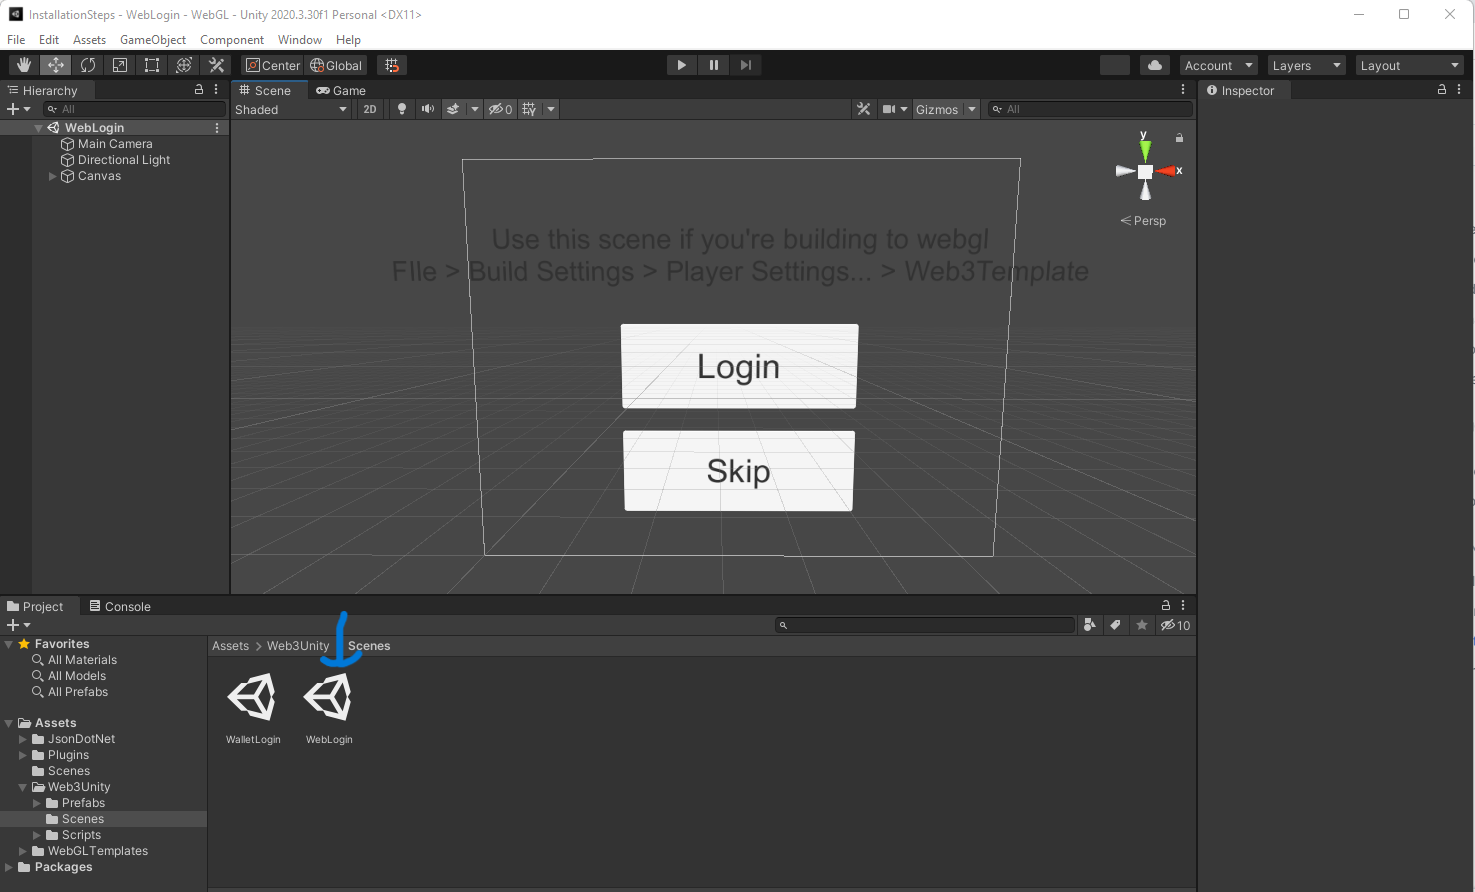 InstallationSteps - WebLogin - WebGL - Unity 2020.3.30f1 Personal <DX11>
File Edit Assets GameObject Component Window Help
Center Global Account Layers Layout
Hierarchy
All
WebLogin
Main Camera
Directional Light
Canvas
Scene Game
Shaded 2D 0 Gizmos All
y
x
Persp
Use this scene if you're building to webgl
FIle > Build Settings > Player Settings... > Web3Template
Login
Skip
Inspector
Project Console
10
Favorites
All Materials
All Models
All Prefabs
Assets
JsonDotNet
Plugins
Scenes
Web3Unity
Prefabs
Scenes
Scripts
WebGLTemplates
Packages
Assets > Web3Unity Scenes
WalletLogin WebLogin